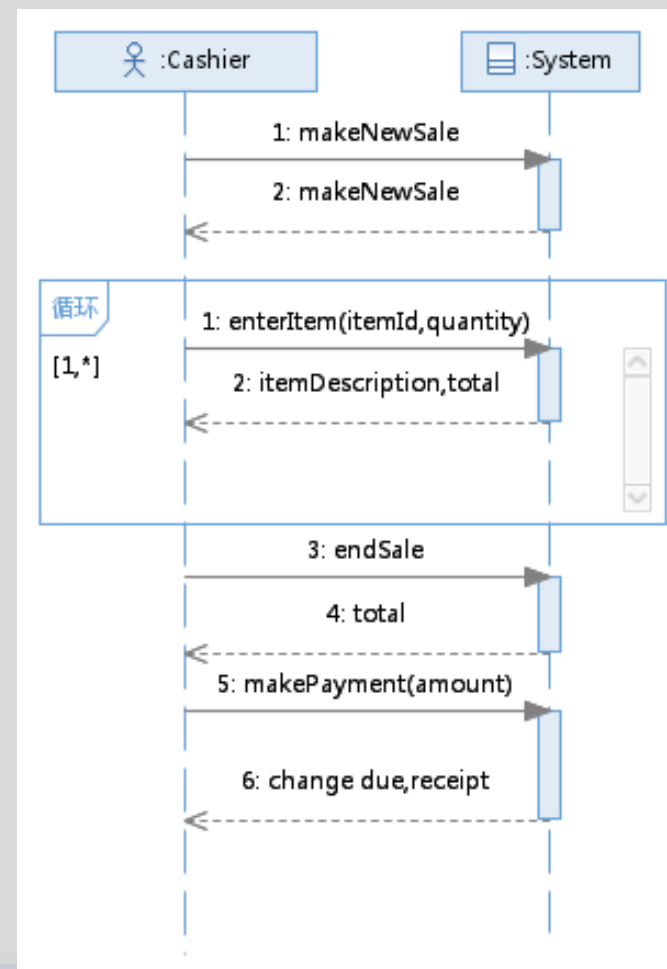 :Cashier
:System
1: makeNewSale
2: makeNewSale
循环
1: enterItem(itemId,quantity)
[1,*]
2: itemDescription,total
3: endSale
4: total
5: makePayment(amount)
6: change due,receipt